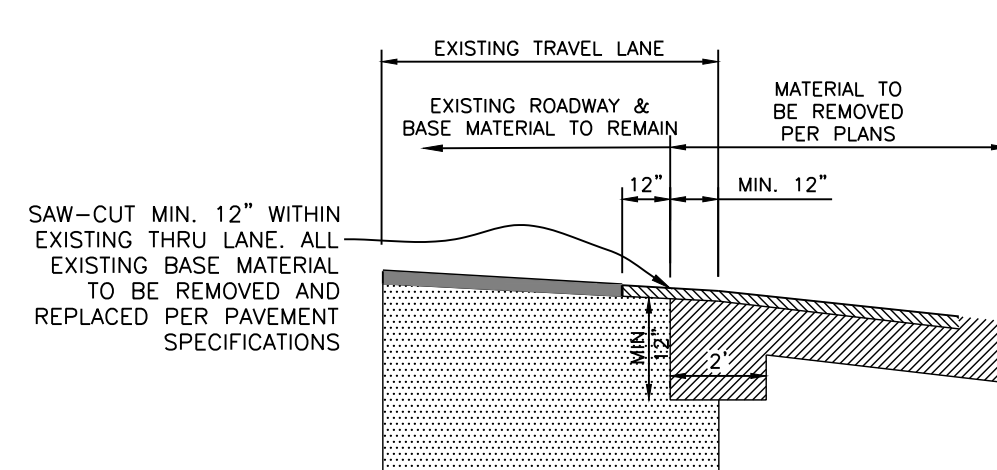 EXISTING TRAVEL LANE
EXISTING ROADWAY &
BASE MATERIAL TO REMAIN
MATERIAL TO
BE REMOVED
PER PLANS
12”
MIN. 12”
SAW-CUT MIN. 12” WITHIN
EXISTING THRU LANE. ALL
EXISTING BASE MATERIAL
TO BE REMOVED AND
REPLACED PER PAVEMENT
SPECIFICATIONS
MIN.
12”
2'